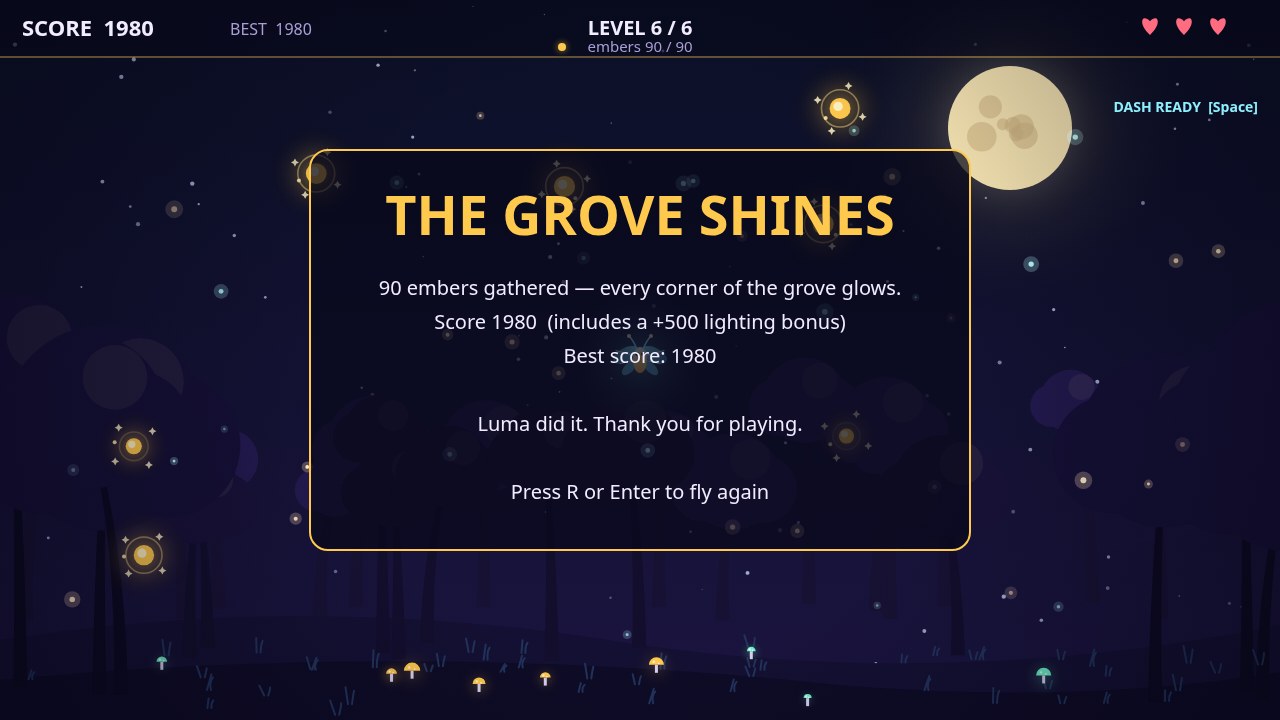 SCORE 1980
BEST 1980
LEVEL 6 / 6
embers 90 / 90
DASH READY [Space]
THE GROVE SHINES
90 embers gathered — every corner of the grove glows.
Score 1980 (includes a +500 lighting bonus)
Best score: 1980
Luma did it. Thank you for playing.
Press R or Enter to fly again